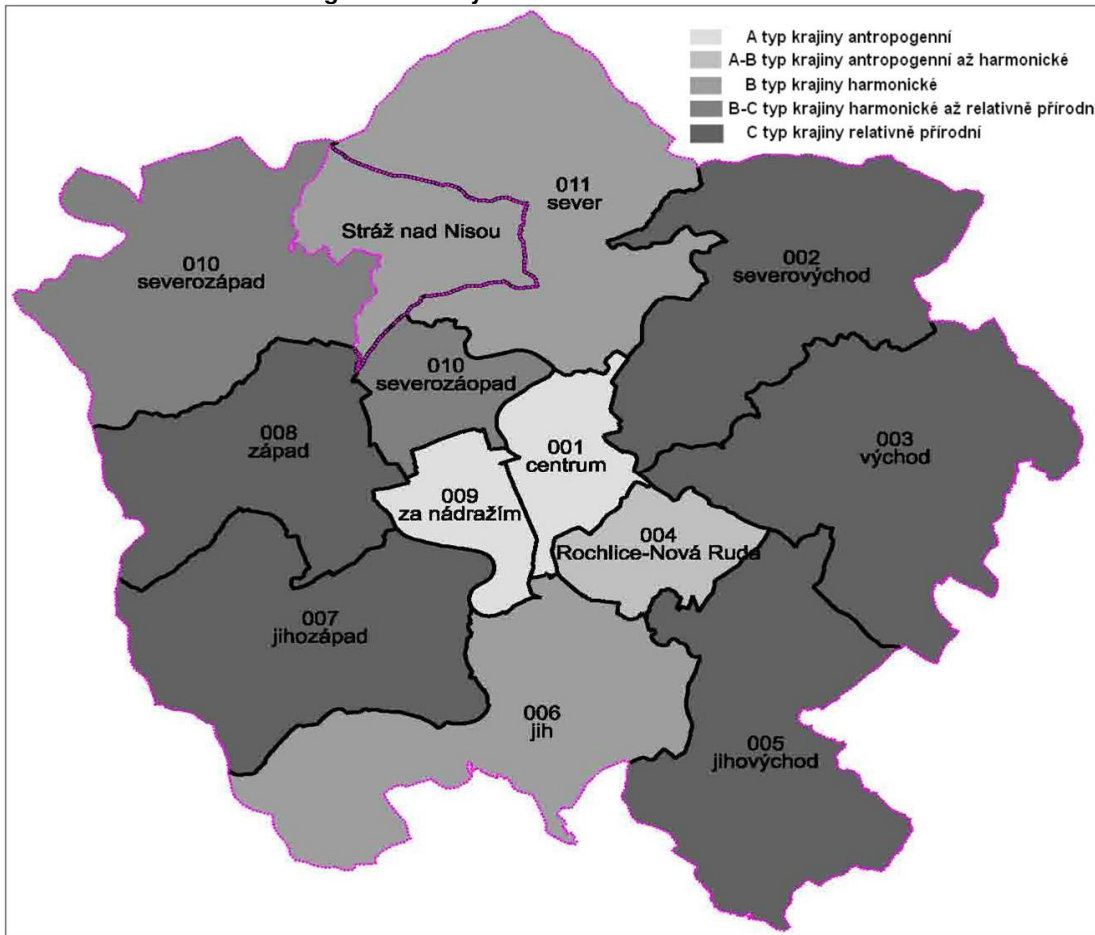 A typ krajiny antropogenní
A-B typ krajiny antropogenní až harmonické
B typ krajiny harmonické
B-C typ krajiny harmonické až relativně přírodn
C typ krajiny relativně přírodní
011
sever
Stráž nad Nisou
002
severovýchod
010
severozápad
010
severozáopad
008
západ
001
centrum
003
východ
009
za nádražím
004
Rochlice-Nová Ruda
007
jihozápad
006
jih
005
jihovýchod